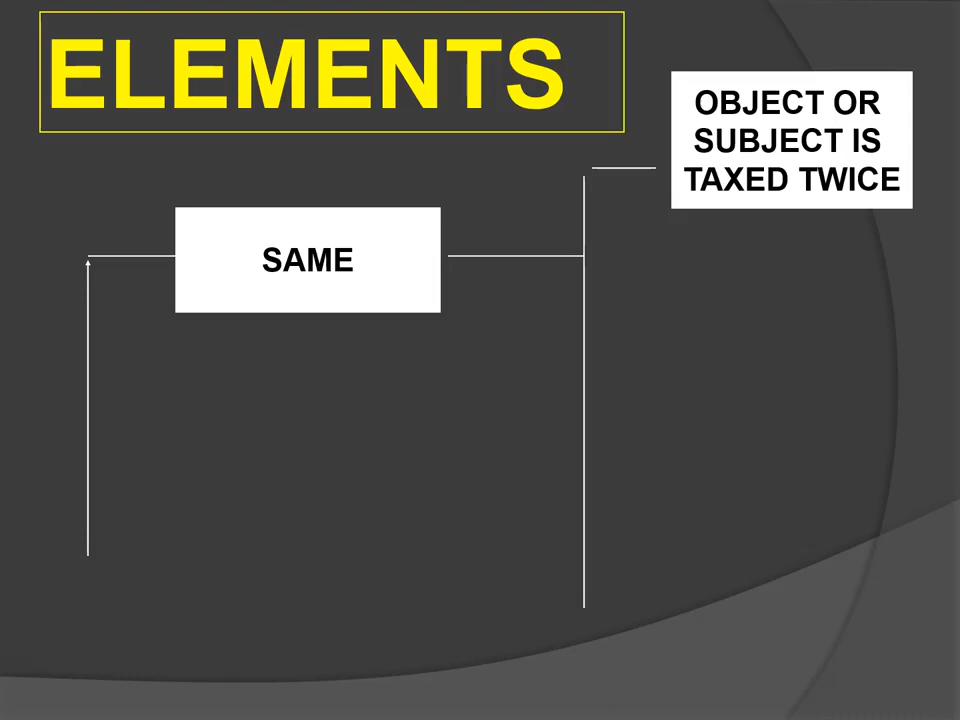 ELEMENTS
OBJECT OR
SUBJECT IS
TAXED TWICE
SAME